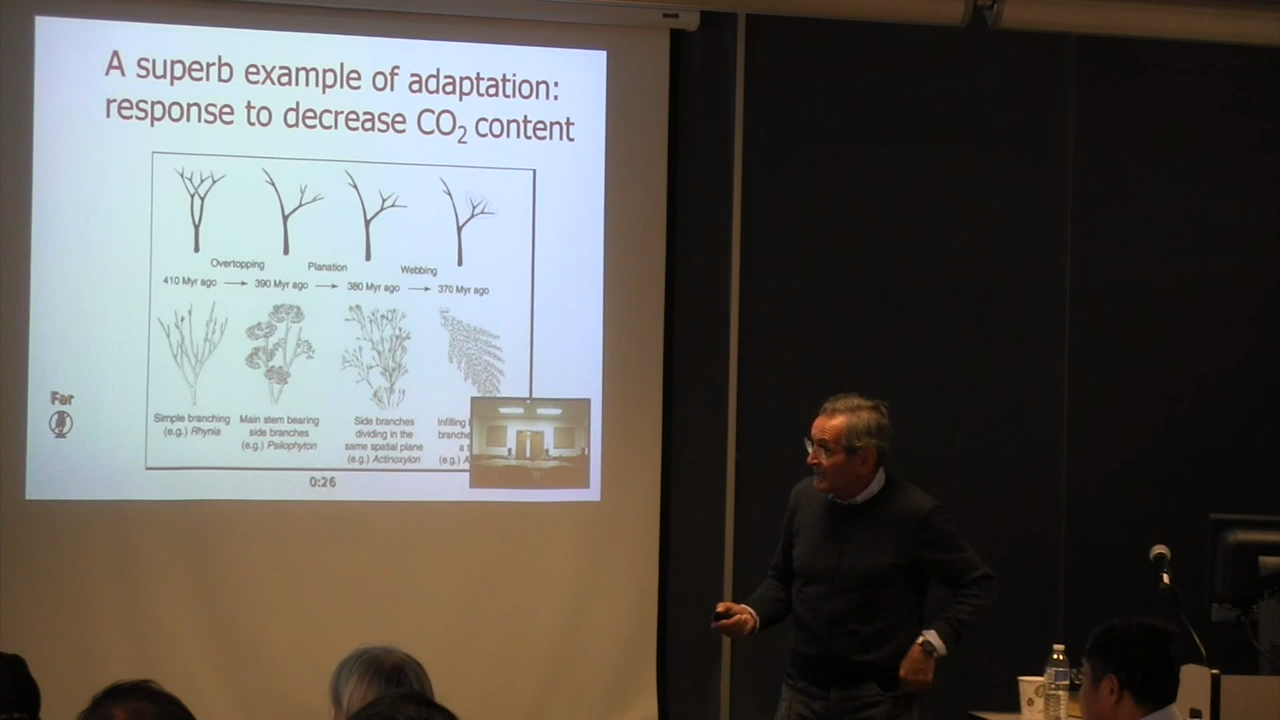 A superb example of adaptation:
response to decrease CO₂ content
Overtopping Planation Webbing
410 Myr ago → 390 Myr ago → 380 Myr ago → 370 Myr ago
Simple branching
(e.g.) Rhynia
Main stem bearing
side branches
(e.g.) Psilophyton
Side branches
dividing in the
same spatial plane
(e.g.) Actinoxylon
Infilling
branche
a
(e.g.) A
Far
0:26